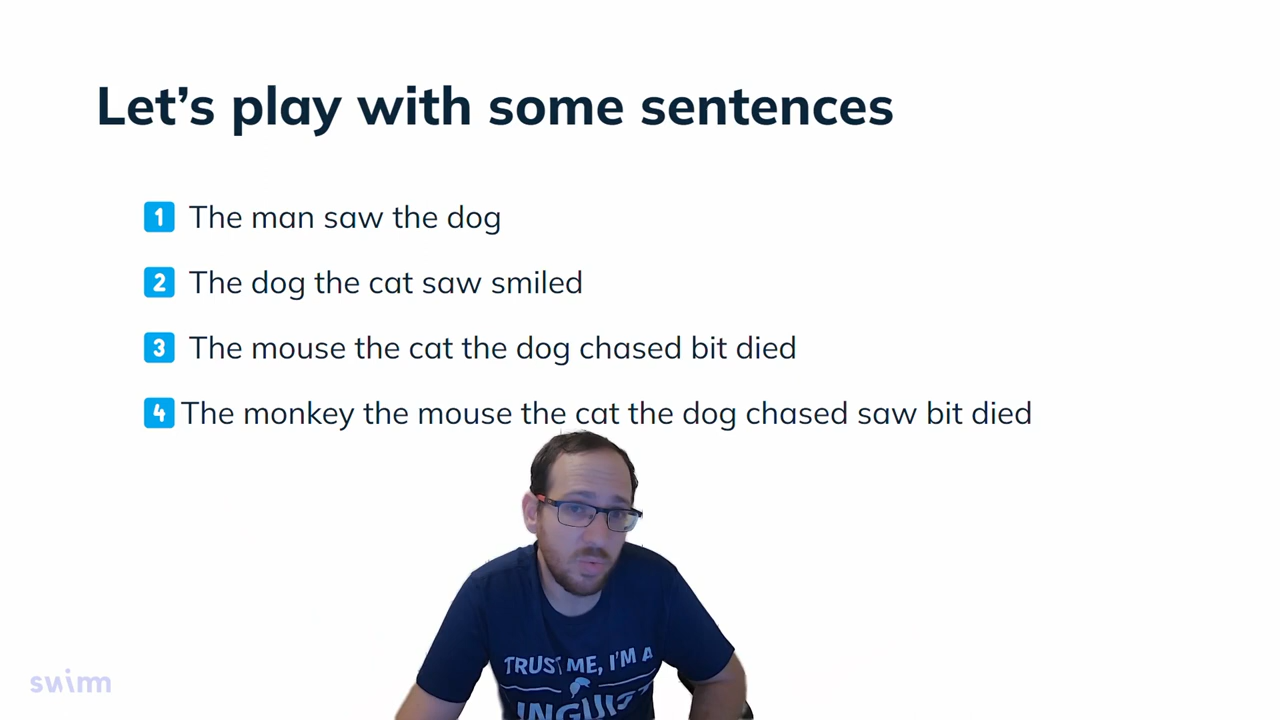 Let's play with some sentences
1 The man saw the dog
2 The dog the cat saw smiled
3 The mouse the cat the dog chased bit died
4 The monkey the mouse the cat the dog chased saw bit died
TRUST ME, I'M A
swimm